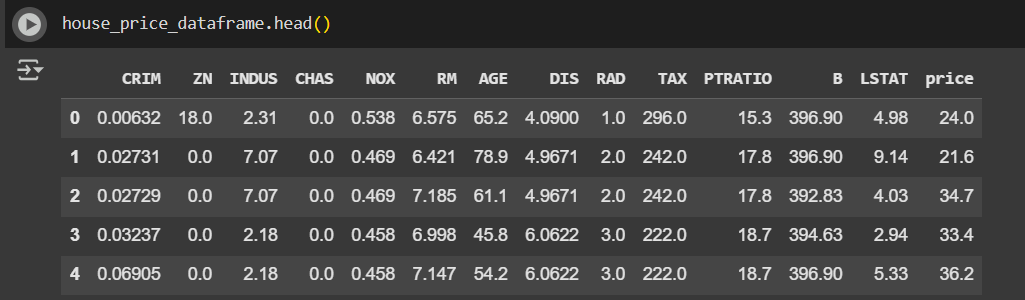 house_price_dataframe.head()
CRIM ZN INDUS CHAS NOX RM AGE DIS RAD TAX PTRATIO B LSTAT price
0 0.00632 18.0 2.31 0.0 0.538 6.575 65.2 4.0900 1.0 296.0 15.3 396.90 4.98 24.0
1 0.02731 0.0 7.07 0.0 0.469 6.421 78.9 4.9671 2.0 242.0 17.8 396.90 9.14 21.6
2 0.02729 0.0 7.07 0.0 0.469 7.185 61.1 4.9671 2.0 242.0 17.8 392.83 4.03 34.7
3 0.03237 0.0 2.18 0.0 0.458 6.998 45.8 6.0622 3.0 222.0 18.7 394.63 2.94 33.4
4 0.06905 0.0 2.18 0.0 0.458 7.147 54.2 6.0622 3.0 222.0 18.7 396.90 5.33 36.2